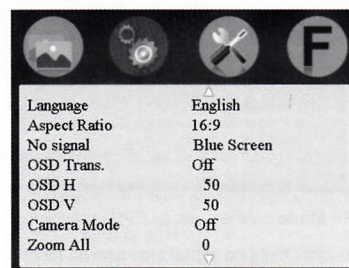 F
Language English
Aspect Ratio 16:9
No signal Blue Screen
OSD Trans. Off
OSD H 50
OSD V 50
Camera Mode Off
Zoom All 0